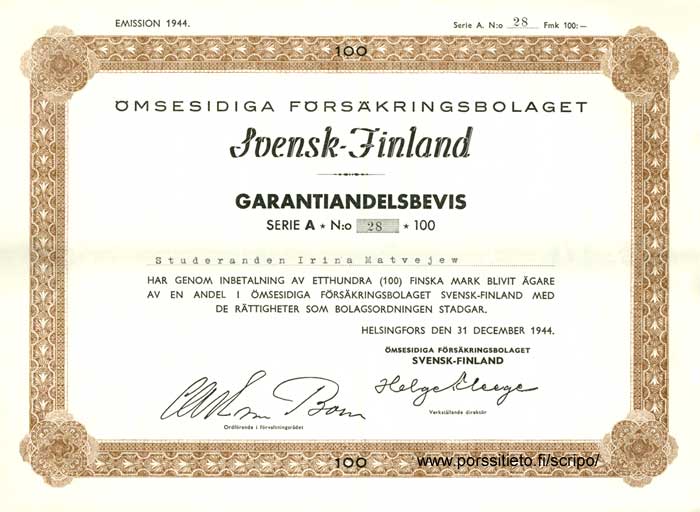 EMISSION 1944.
Serie A. N:o 28 Fmk 100:—
100
ÖMSESIDIGA FÖRSÄKRINGSBOLAGET
Svensk-Finland
GARANTIANDELSBEVIS
SERIE A ★ N:o 28 ★ 100
Studeranden Irina Matvejew
HAR GENOM INBETALNING AV ETTHUNDRA (100) FINSKA MARK BLIVIT ÄGARE
AV EN ANDEL I ÖMSESIDIGA FÖRSÄKRINGSBOLAGET SVENSK-FINLAND MED
DE RÄTTIGHETER SOM BOLAGSORDNINGEN STADGAR.
HELSINGFORS DEN 31 DECEMBER 1944.
ÖMSESIDIGA FÖRSÄKRINGSBOLAGET
SVENSK-FINLAND
Helge
Ordförande i förvaltningsrådet
Verkställande direktör
100
www.porssitieto.fi/scripo/